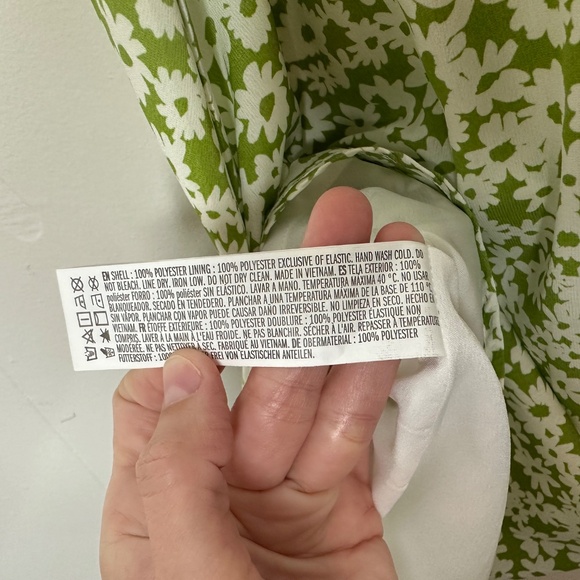 EN SHELL : 100% POLYESTER LINING : 100% POLYESTER EXCLUSIVE OF ELASTIC. HAND WASH COLD. DO
NOT BLEACH. LINE DRY. IRON LOW. DO NOT DRY CLEAN. MADE IN VIETNAM. ES TELA EXTERIOR : 100%
poliéster FORRO : 100% poliéster SIN ELÁSTICO. LAVAR A MANO. TEMPERATURA MÁXIMA 40 °C. NO USAR
BLANQUEADOR. SECADO EN TENDEDERO. PLANCHAR A UNA TEMPERATURA MÁXIMA DE LA BASE DE 110 °C
SIN VAPOR. PLANCHAR CON VAPOR PUEDE CAUSAR DAÑO IRREVERSIBLE. NO LIMPIEZA EN SECO. HECHO EN
VIETNAM. FR ÉTOFFE EXTÉRIEURE : 100% POLYESTER DOUBLURE : 100% POLYESTER ÉLASTIQUE NON
COMPRIS. LAVER À LA MAIN À L'EAU FROIDE. NE PAS BLANCHIR. SÉCHER À L'AIR. REPASSER À TEMPÉRATURE
MODÉRÉE. NE PAS NETTOYER À SEC. FABRIQUÉ AU VIETNAM. DE OBERMATERIAL : 100% POLYESTER
FUTTERSTOFF : 100% FREI VON ELASTISCHEN ANTEILEN.